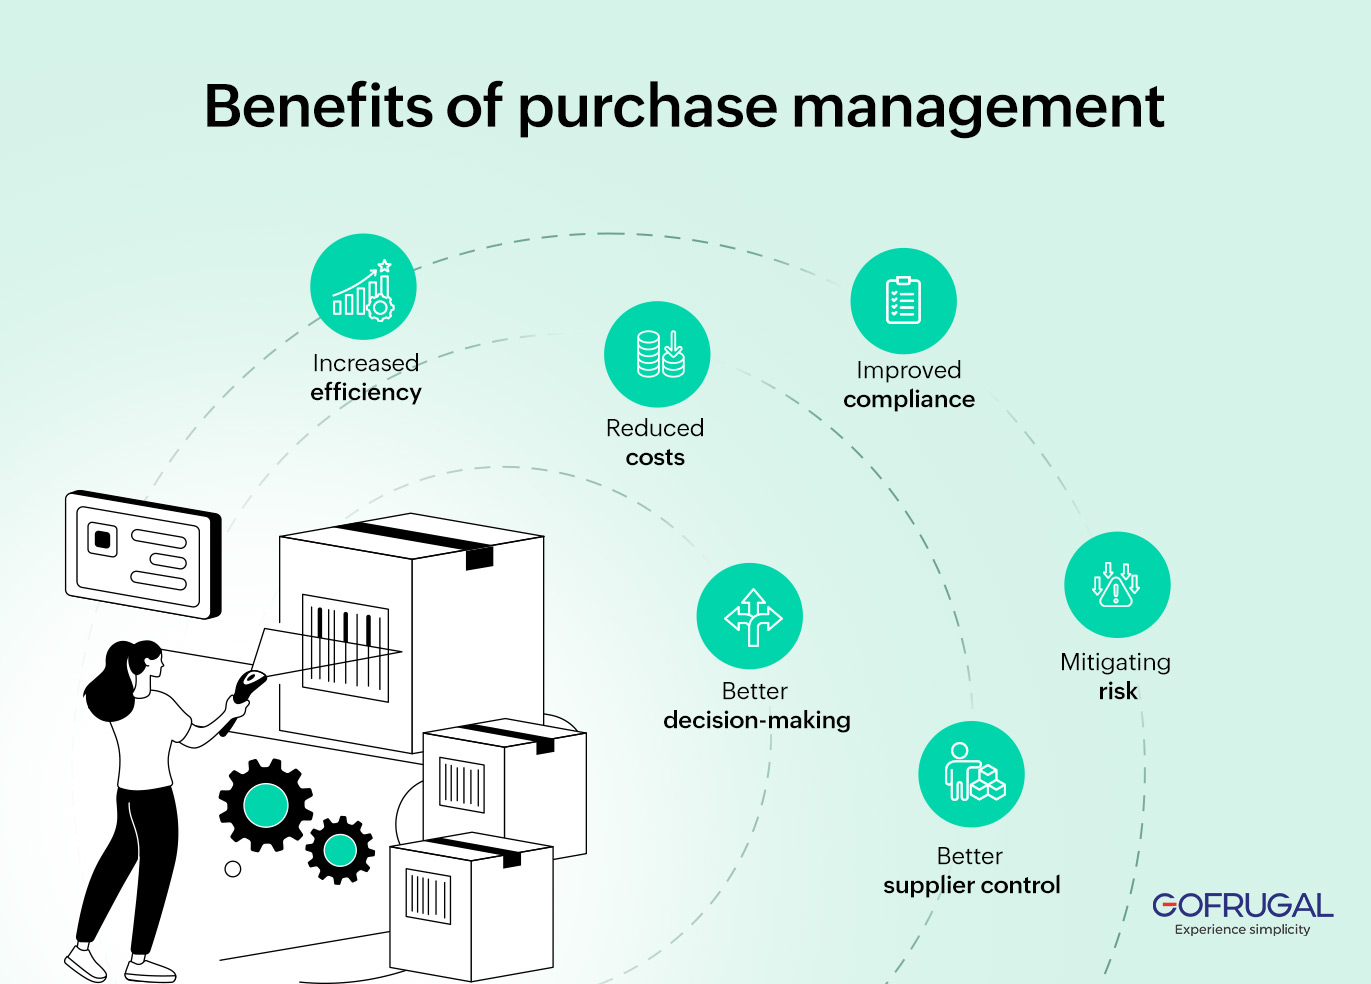 Benefits of purchase management
Increased
efficiency
Reduced
costs
Improved
compliance
Better
decision-making
Mitigating
risk
Better
supplier control
GOFRUGAL
Experience simplicity